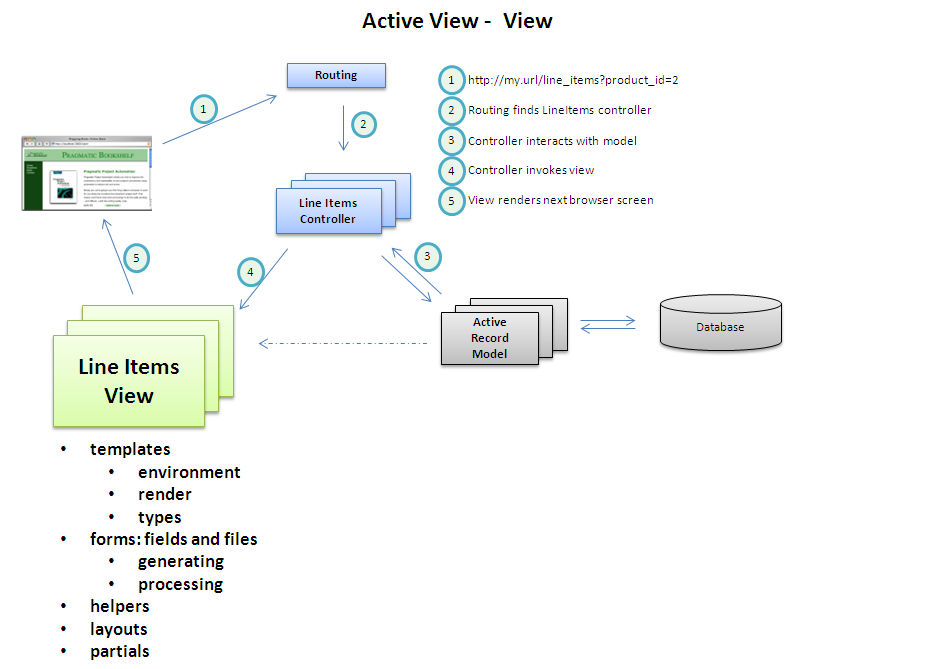 Active View - View
Routing
1
2
1 http://my.url/line_items?product_id=2
2 Routing finds LineItems controller
3 Controller interacts with model
4 Controller invokes view
5 View renders next browser screen
PRAGMATIC BOOKSHELF
Pragmatic Project Automation
Line Items
Controller
3
4
5
Active
Record
Model
Database
Line Items
View
• templates
• environment
• render
• types
• forms: fields and files
• generating
• processing
• helpers
• layouts
• partials